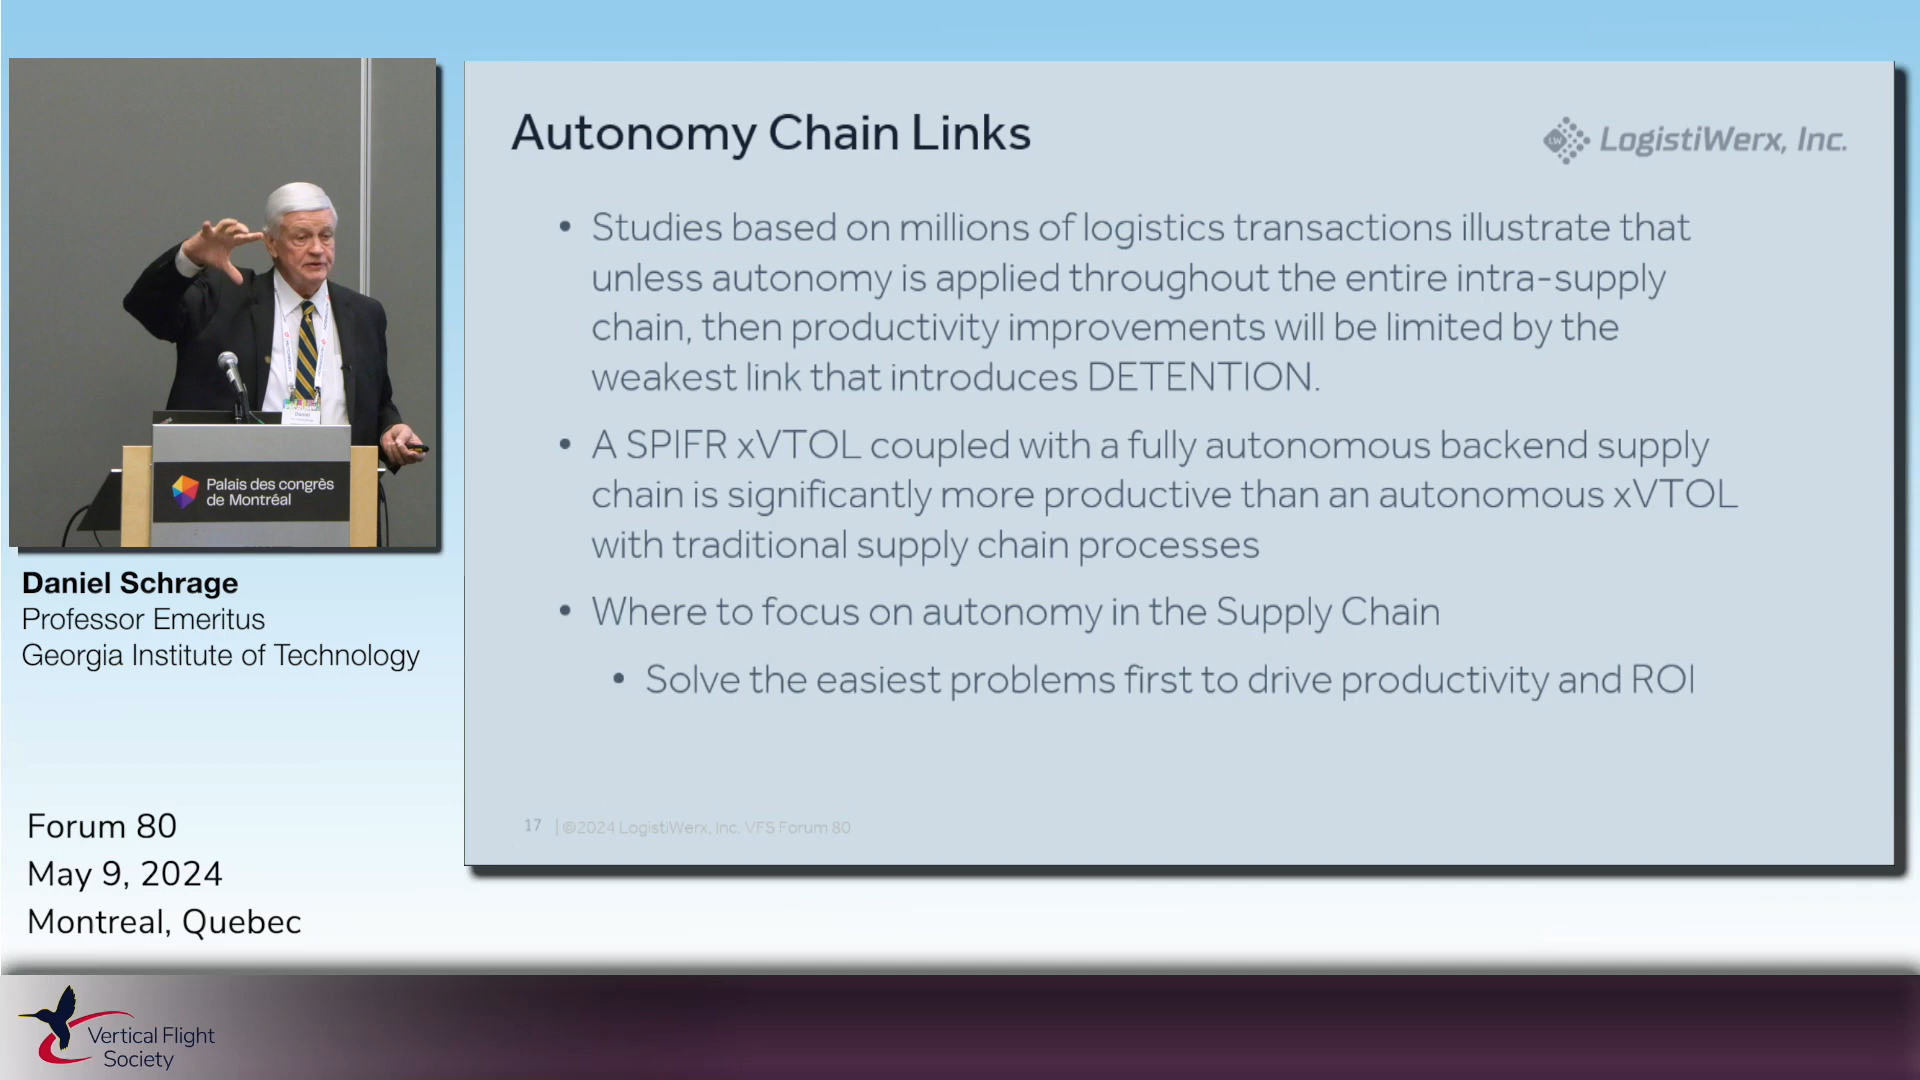 Autonomy Chain Links
LogistiWerx, Inc.
• Studies based on millions of logistics transactions illustrate that
unless autonomy is applied throughout the entire intra-supply
chain, then productivity improvements will be limited by the
weakest link that introduces DETENTION.
• A SPIFR xVTOL coupled with a fully autonomous backend supply
chain is significantly more productive than an autonomous xVTOL
with traditional supply chain processes
• Where to focus on autonomy in the Supply Chain
• Solve the easiest problems first to drive productivity and ROI
17 | ©2024 LogistiWerx, Inc. VFS Forum 80
Daniel
Palais des congrès
de Montréal
Daniel Schrage
Professor Emeritus
Georgia Institute of Technology
Forum 80
May 9, 2024
Montreal, Quebec
Vertical Flight
Society